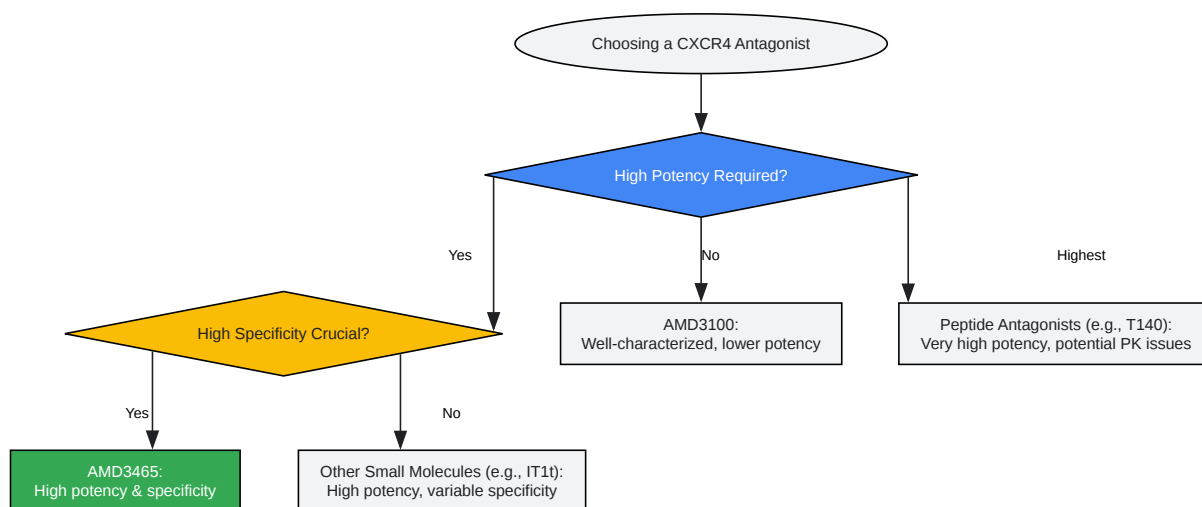 Choosing a CXCR4 Antagonist
High Potency Required?
Yes
No
Highest
High Specificity Crucial?
AMD3100:
Well-characterized, lower potency
Peptide Antagonists (e.g., T140):
Very high potency, potential PK issues
Yes
No
AMD3465:
High potency & specificity
Other Small Molecules (e.g., IT1t):
High potency, variable specificity